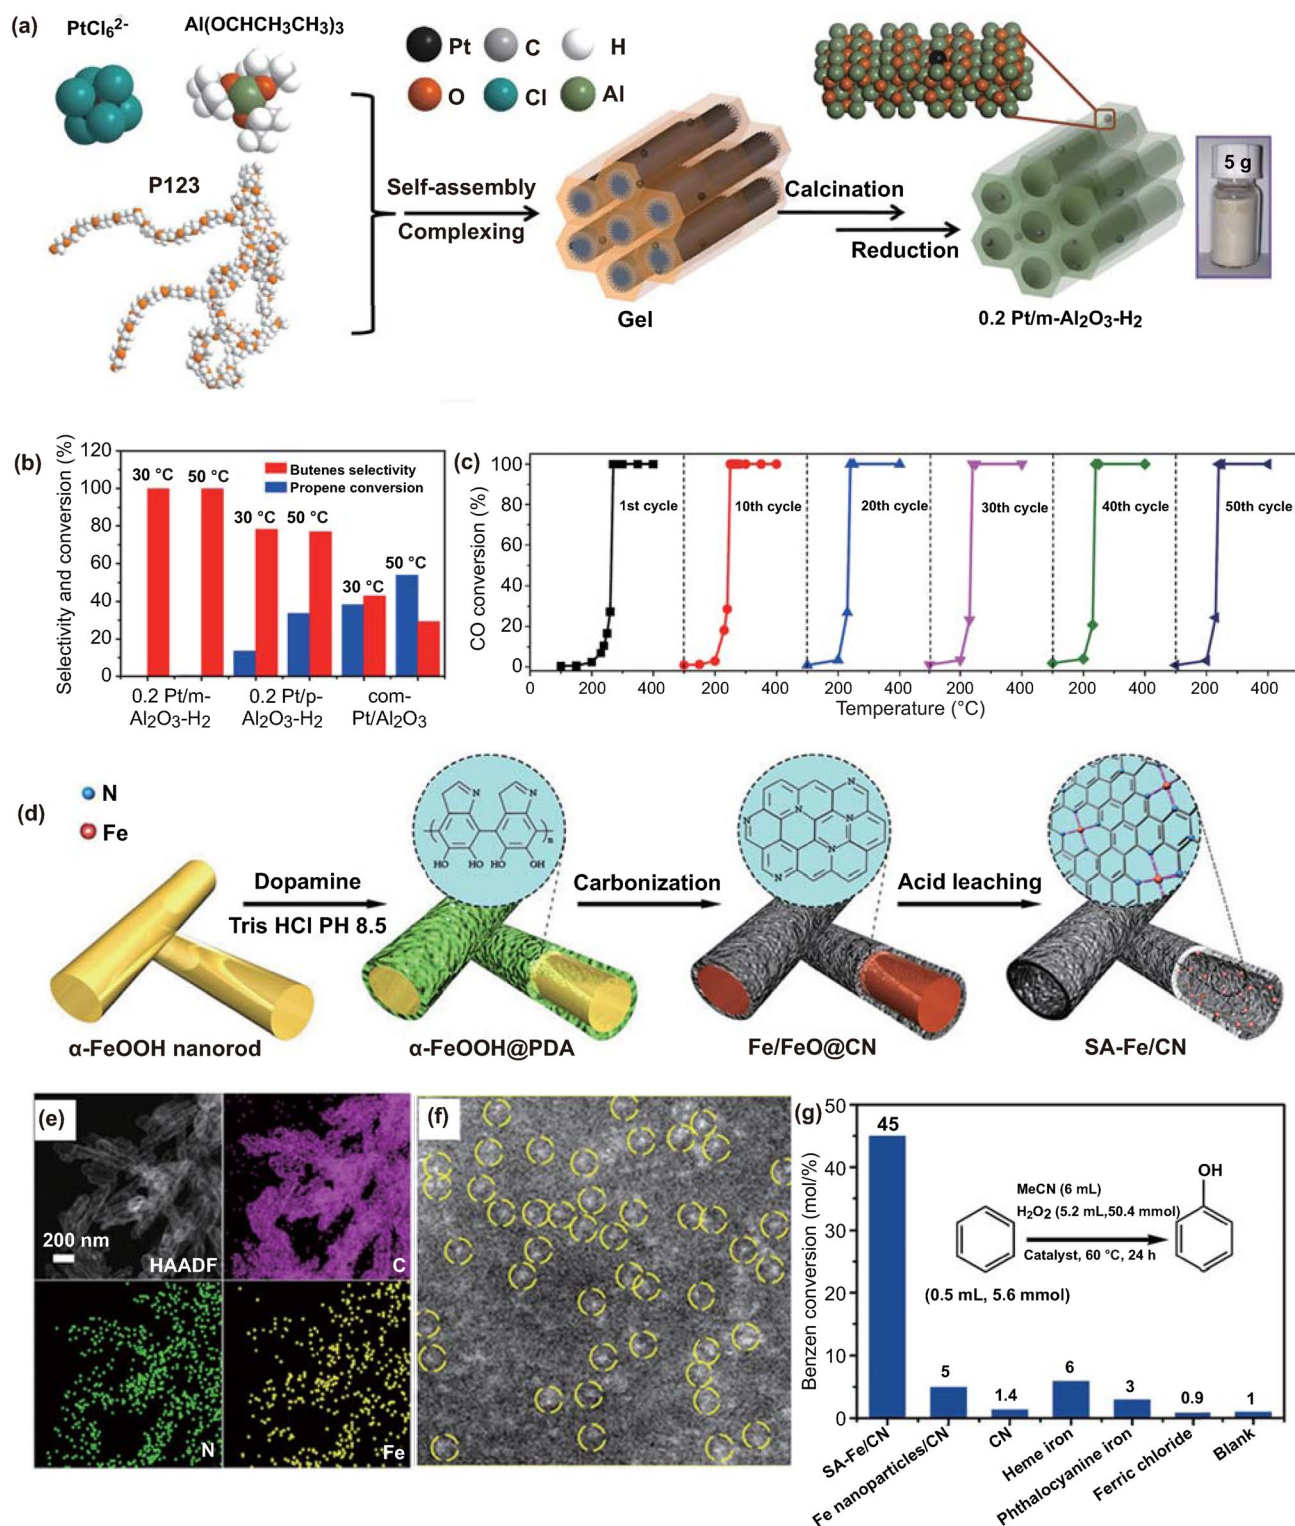 (a)
PtCl₆²⁻
Al(OCHCH3CH3)3
Pt C H
O Cl Al
P123
Self-assembly
Complexing
Gel
Calcination
Reduction
5 g
0.2 Pt/m-Al₂O₃-H₂
(b)
Selectivity and conversion (%)
120
100
80
60
40
20
0
30 °C 50 °C
Butenes selectivity
Propene conversion
30 °C 50 °C
30 °C 50 °C
0.2 Pt/m-
Al₂O₃-H₂
0.2 Pt/p-
Al₂O₃-H₂
com-
Pt/Al₂O₃
(c)
CO conversion (%)
100
80
60
40
20
0
1st cycle 10th cycle 20th cycle 30th cycle 40th cycle 50th cycle
0 200 400 200 400 200 400 200 400 200 400 200 400
Temperature (°C)
(d)
N
Fe
Dopamine
Tris HCl PH 8.5
Carbonization
Acid leaching
N N
n
HO HO HO OH
N
N
N
N
N
N
α-FeOOH nanorod
α-FeOOH@PDA
Fe/FeO@CN
SA-Fe/CN
(e)
200 nm
HAADF
C
N
Fe
(f)
(g)
Benzen conversion (mol/%)
50
40
30
20
10
0
45
5
1.4
6
3
0.9
1
OH
MeCN (6 mL)
H₂O₂ (5.2 mL,50.4 mmol)
Catalyst, 60 °C, 24 h
(0.5 mL, 5.6 mmol)
SA-Fe/CN
Fe nanoparticles/CN
CN
Heme iron
Phthalocyanine iron
Ferric chloride
Blank